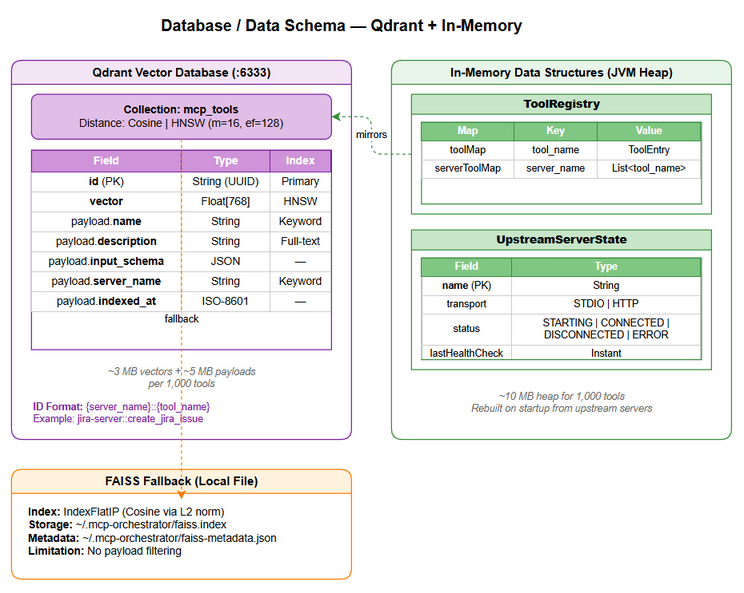 Database / Data Schema — Qdrant + In-Memory
Qdrant Vector Database (:6333)
Collection: mcp_tools
Distance: Cosine | HNSW (m=16, ef=128)
Field Type Index
id (PK) String (UUID) Primary
vector Float[768] HNSW
payload.name String Keyword
payload.description String Full-text
payload.input_schema JSON —
payload.server_name String Keyword
payload.indexed_at ISO-8601 —
fallback
~3 MB vectors + ~5 MB payloads
per 1,000 tools
ID Format: {server_name}::{tool_name}
Example: jira-server::create_jira_issue
mirrors
In-Memory Data Structures (JVM Heap)
ToolRegistry
Map Key Value
toolMap tool_name ToolEntry
serverToolMap server_name List<tool_name>
UpstreamServerState
Field Type
name (PK) String
transport STDIO | HTTP
status STARTING | CONNECTED |
DISCONNECTED | ERROR
lastHealthCheck Instant
~10 MB heap for 1,000 tools
Rebuilt on startup from upstream servers
FAISS Fallback (Local File)
Index: IndexFlatIP (Cosine via L2 norm)
Storage: ~/.mcp-orchestrator/faiss.index
Metadata: ~/.mcp-orchestrator/faiss-metadata.json
Limitation: No payload filtering